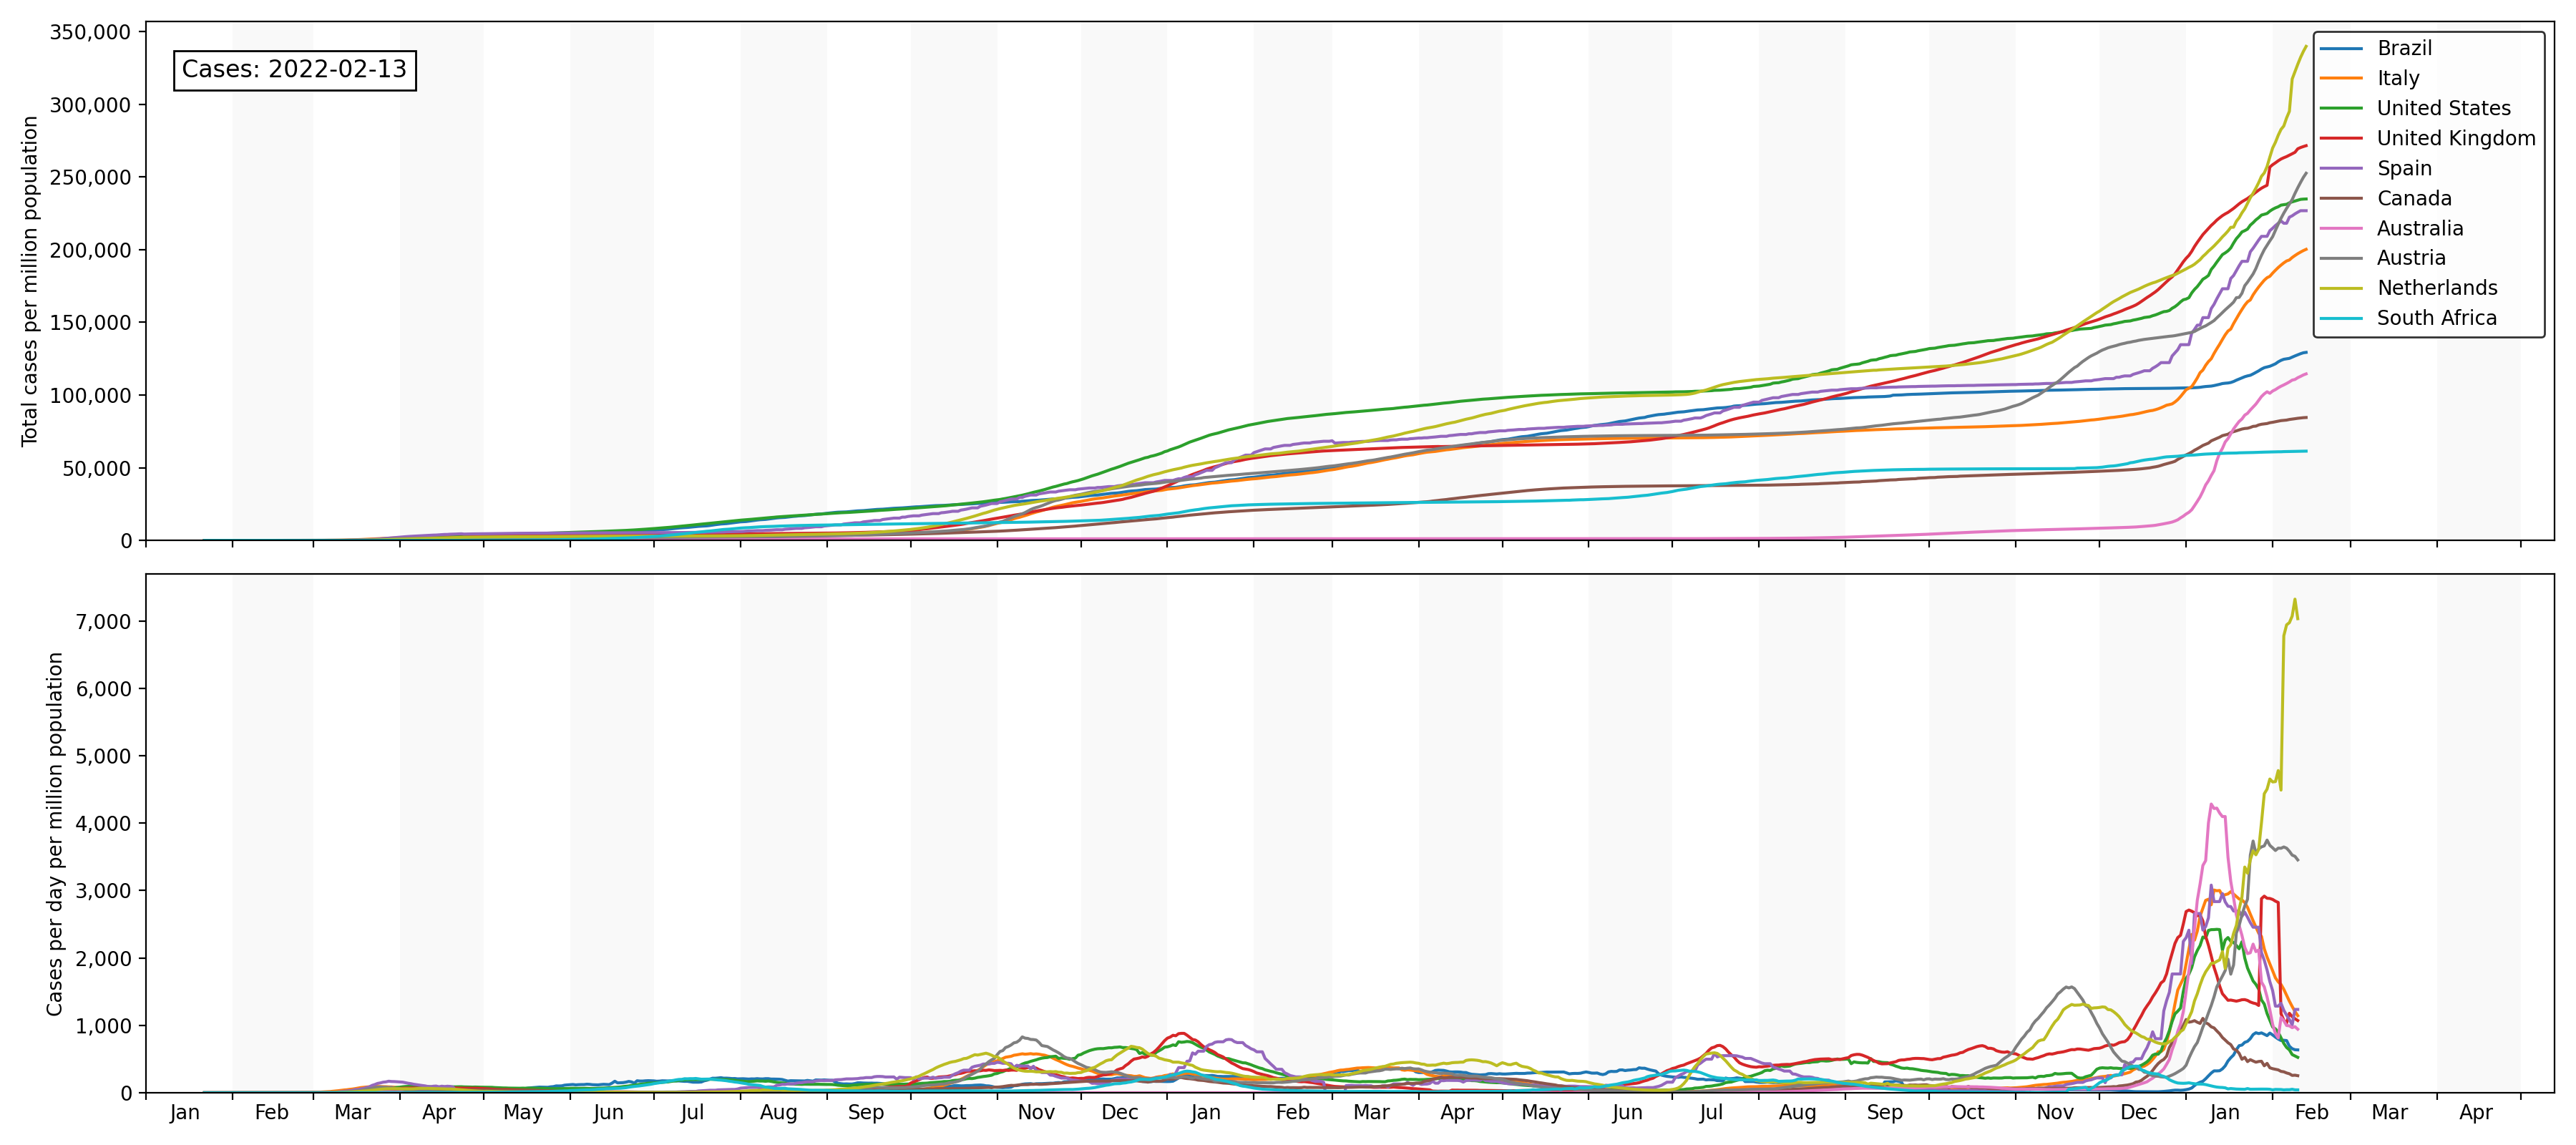 350,000
300,000
250,000
200,000
150,000
100,000
50,000
0
Total cases per million population
Cases: 2022-02-13
Brazil
Italy
United States
United Kingdom
Spain
Canada
Australia
Austria
Netherlands
South Africa
7,000
6,000
5,000
4,000
3,000
2,000
1,000
0
Cases per day per million population
Jan Feb Mar Apr May Jun Jul Aug Sep Oct Nov Dec Jan Feb Mar Apr May Jun Jul Aug Sep Oct Nov Dec Jan Feb Mar Apr